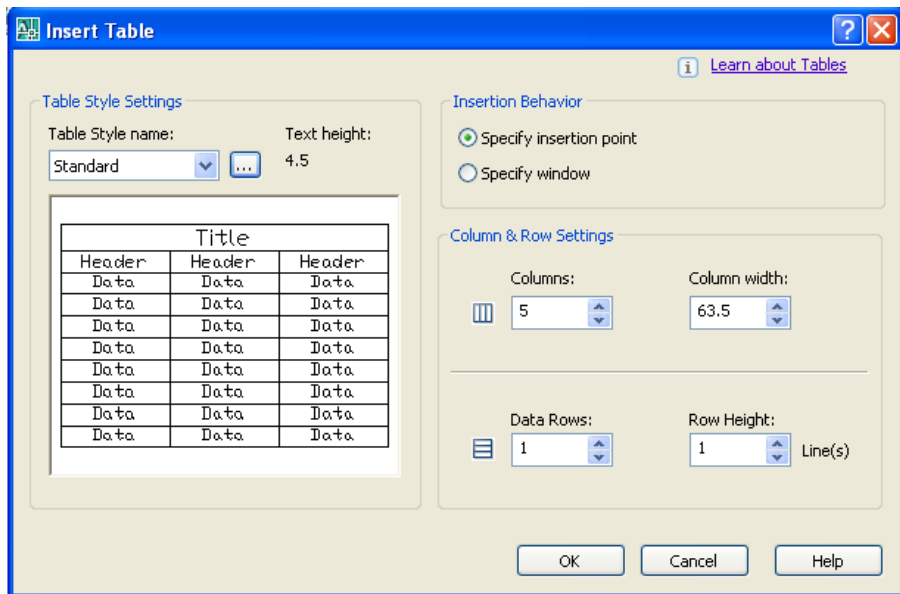 Insert Table
Learn about Tables
Table Style Settings
Table Style name: Text height:
Standard ... 4.5
Title
Header Header Header
Data Data Data
Data Data Data
Data Data Data
Data Data Data
Data Data Data
Data Data Data
Data Data Data
Data Data Data
Insertion Behavior
Specify insertion point
Specify window
Column & Row Settings
Columns: Column width:
5 63.5
Data Rows: Row Height:
1 1 Line(s)
OK Cancel Help